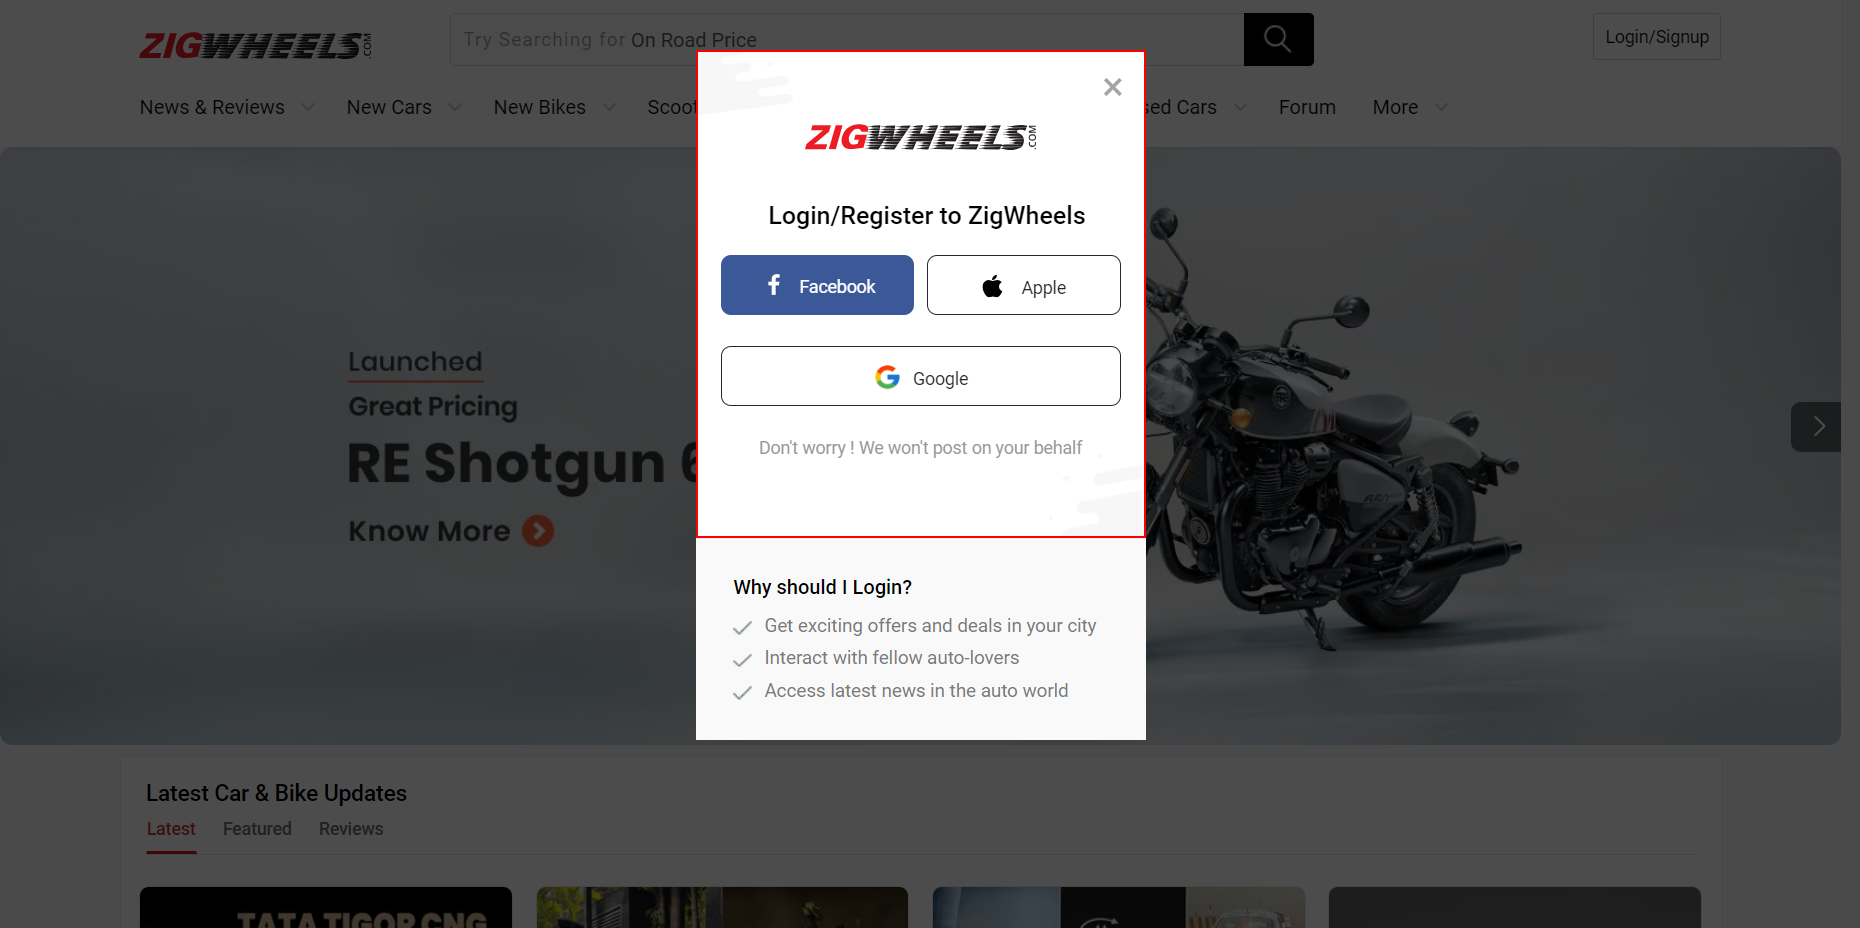 ZIGWHEELS.COM
Try Searching for On Road Price
Login/Signup
News & Reviews
New Cars
New Bikes
Scoot
sed Cars
Forum
More
ZIGWHEELS.COM
Login/Register to ZigWheels
Facebook
Apple
Google
Don't worry ! We won't post on your behalf
Why should I Login?
Get exciting offers and deals in your city
Interact with fellow auto-lovers
Access latest news in the auto world
Launched
Great Pricing
RE Shotgun 6
Know More
Latest Car & Bike Updates
Latest
Featured
Reviews
TATA TIGOR CNG